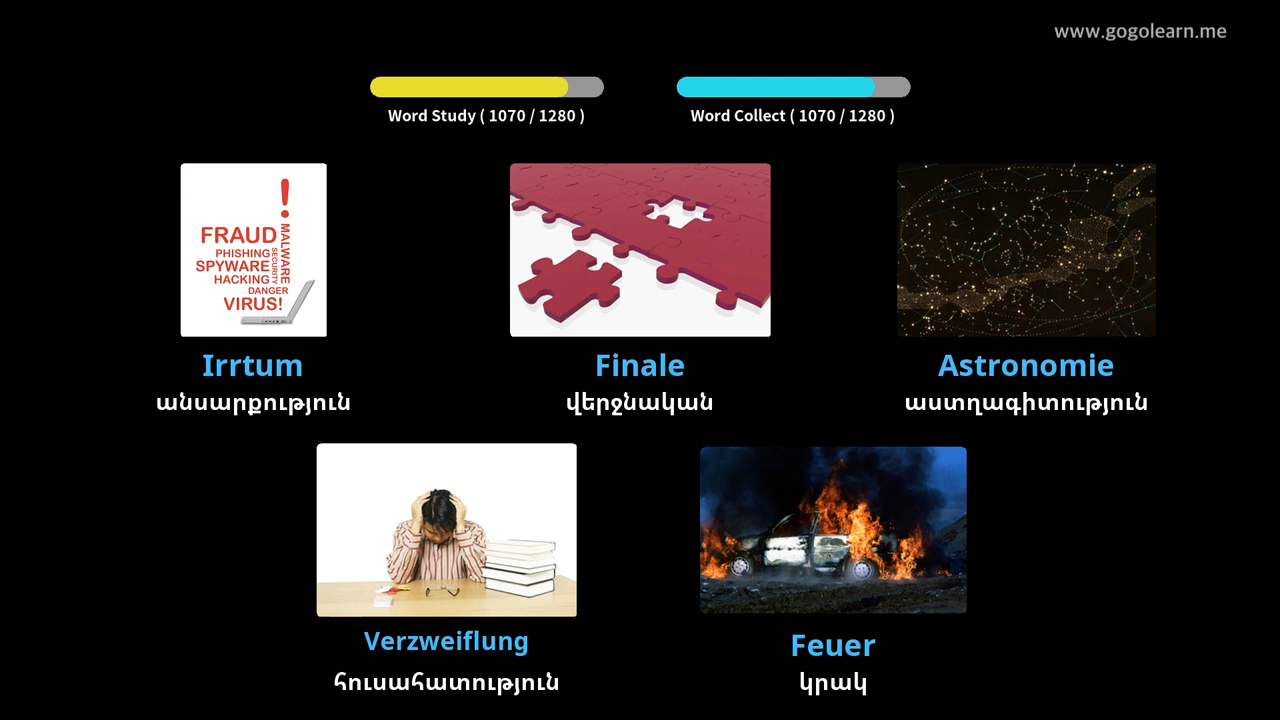 www.gogolearn.me
Word Study ( 1070 / 1280 )
Word Collect ( 1070 / 1280 )
!
FRAUD
MALWARE
SECURITY
PHISHING
SPYWARE
HACKING
DANGER
VIRUS!
Irrtum
Finale
Astronomie
անսարքություն
վերջնական
աստղագիտություն
Verzweiflung
Feuer
հուսահատություն
կրակ